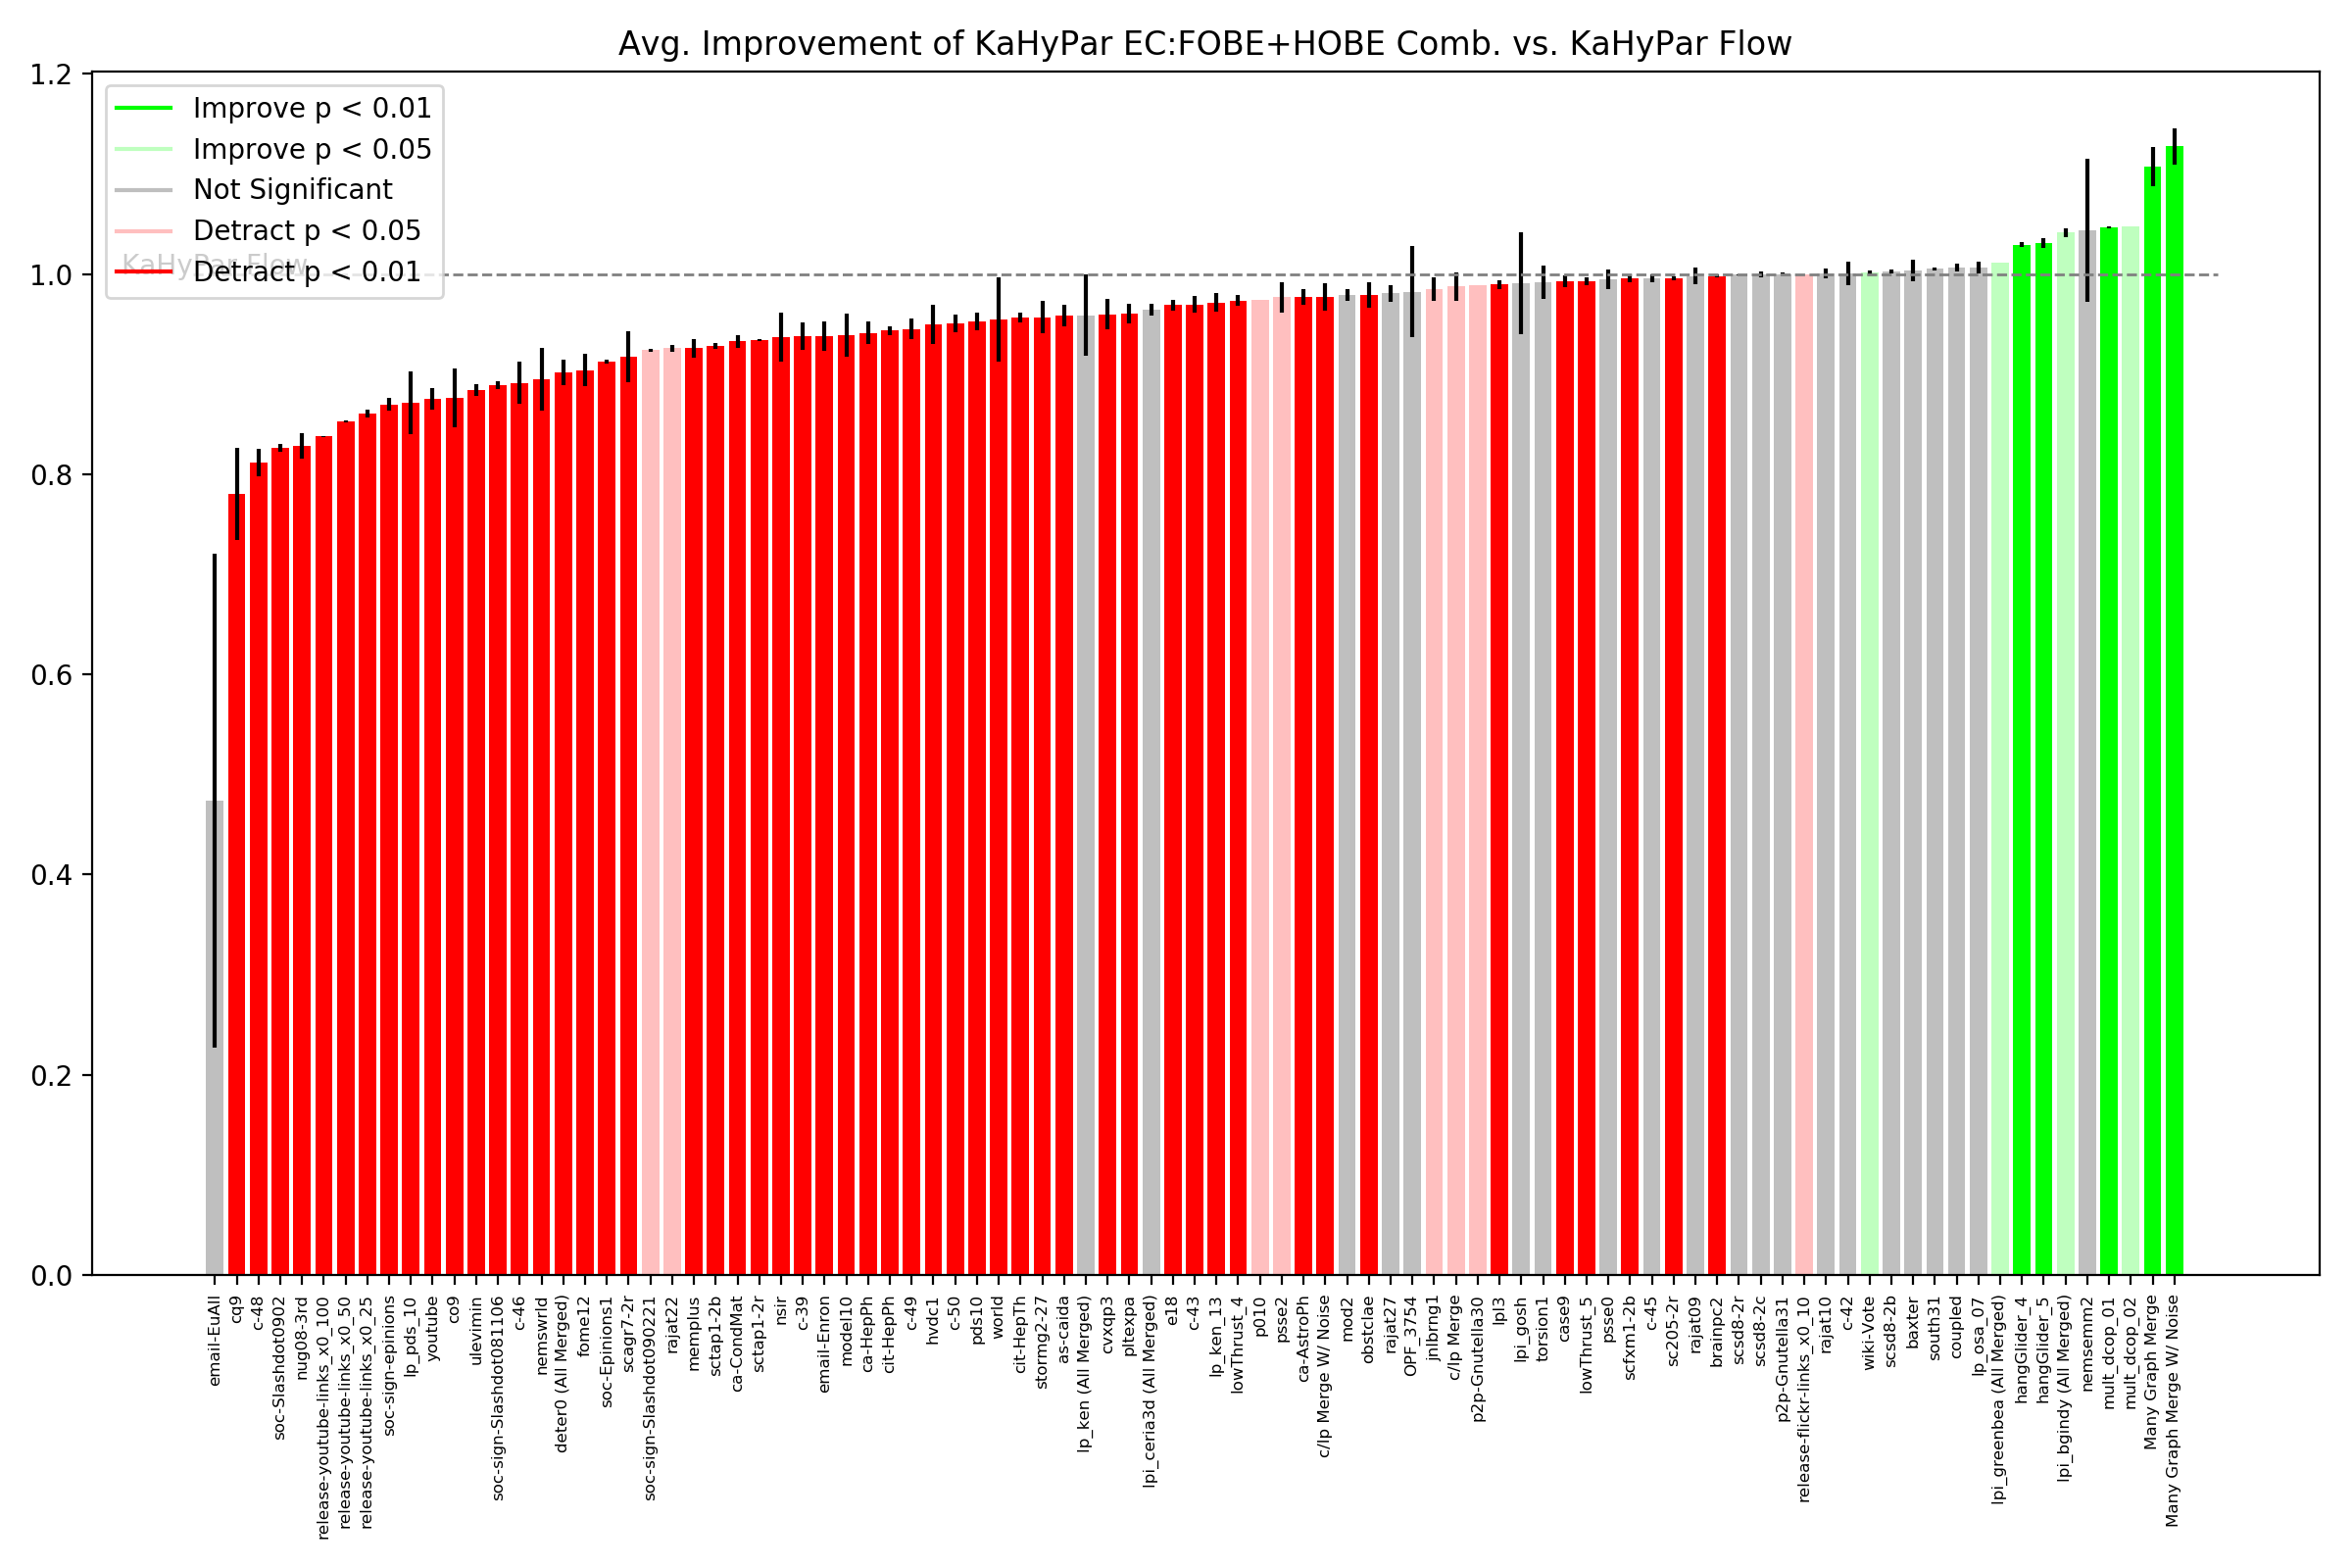 Avg. Improvement of KaHyPar EC:FOBE+HOBE Comb. vs. KaHyPar Flow
1.2
1.0
0.8
0.6
0.4
0.2
0.0
Improve p < 0.01
Improve p < 0.05
Not Significant
Detract p < 0.05
Detract p < 0.01
KaHyPar Flow
email-EuAll
cq9
c-48
soc-Slashdot0902
nug08-3rd
release-youtube-links_x0_100
release-youtube-links_x0_50
release-youtube-links_x0_25
soc-sign-epinions
lp_pds_10
youtube
co9
ulevimin
soc-sign-Slashdot081106
c-46
nemswrld
deter0 (All Merged)
fome12
soc-Epinions1
scagr7-2r
soc-sign-Slashdot090221
rajat22
memplus
sctap1-2b
ca-CondMat
sctap1-2r
nsir
c-39
email-Enron
model10
ca-HepPh
cit-HepPh
c-49
hvdc1
c-50
pds10
world
cit-HepTh
stormg2-27
as-caida
lp_ken (All Merged)
cvxqp3
pltexpa
lpi_ceria3d (All Merged)
e18
c-43
lp_ken_13
lowThrust_4
p010
psse2
ca-AstroPh
c/lp Merge W/ Noise
mod2
obstclae
rajat27
OPF_3754
jnlbrng1
c/lp Merge
p2p-Gnutella30
lpl3
lpi_gosh
torsion1
case9
lowThrust_5
psse0
scfxm1-2b
c-45
sc205-2r
rajat09
brainpc2
scsd8-2r
scsd8-2c
p2p-Gnutella31
release-flickr-links_x0_10
rajat10
c-42
wiki-Vote
scsd8-2b
baxter
south31
coupled
lp_osa_07
lpi_greenbea (All Merged)
hangGlider_4
hangGlider_5
lpi_bgindy (All Merged)
nemsemm2
mult_dcop_01
mult_dcop_02
Many Graph Merge
Many Graph Merge W/ Noise